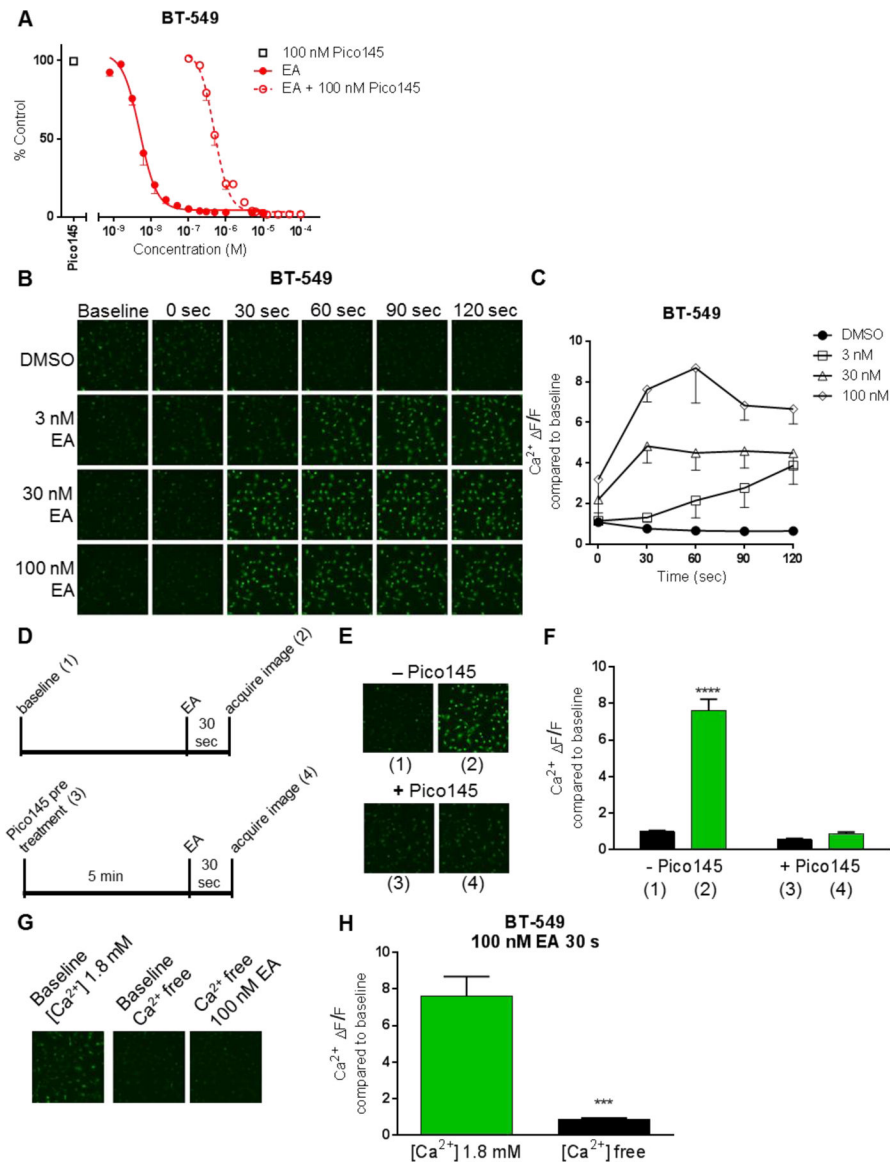 A
BT-549
100 nM Pico145
EA
EA + 100 nM Pico145
% Control
100
50
0
Pico145
10⁻⁹ 10⁻⁸ 10⁻⁷ 10⁻⁶ 10⁻⁵ 10⁻⁴
Concentration (M)
B
BT-549
Baseline 0 sec 30 sec 60 sec 90 sec 120 sec
DMSO
3 nM
EA
30 nM
EA
100 nM
EA
C
BT-549
DMSO
3 nM
30 nM
100 nM
Ca²⁺ ΔF/F
compared to baseline
10
8
6
4
2
0
0 30 60 90 120
Time (sec)
D
baseline (1)
EA
30
sec
acquire image (2)
Pico145 pre
treatment (3)
5 min
EA
30
sec
acquire image (4)
E
– Pico145
(1) (2)
+ Pico145
(3) (4)
F
Ca²⁺ ΔF/F
compared to baseline
10
8
6
4
2
0
****
- Pico145 + Pico145
(1) (2) (3) (4)
G
Baseline
[Ca²⁺] 1.8 mM
Baseline
Ca²⁺ free
Ca²⁺ free
100 nM EA
H
BT-549
100 nM EA 30 s
Ca²⁺ ΔF/F
compared to baseline
10
8
6
4
2
0
***
[Ca²⁺] 1.8 mM [Ca²⁺] free